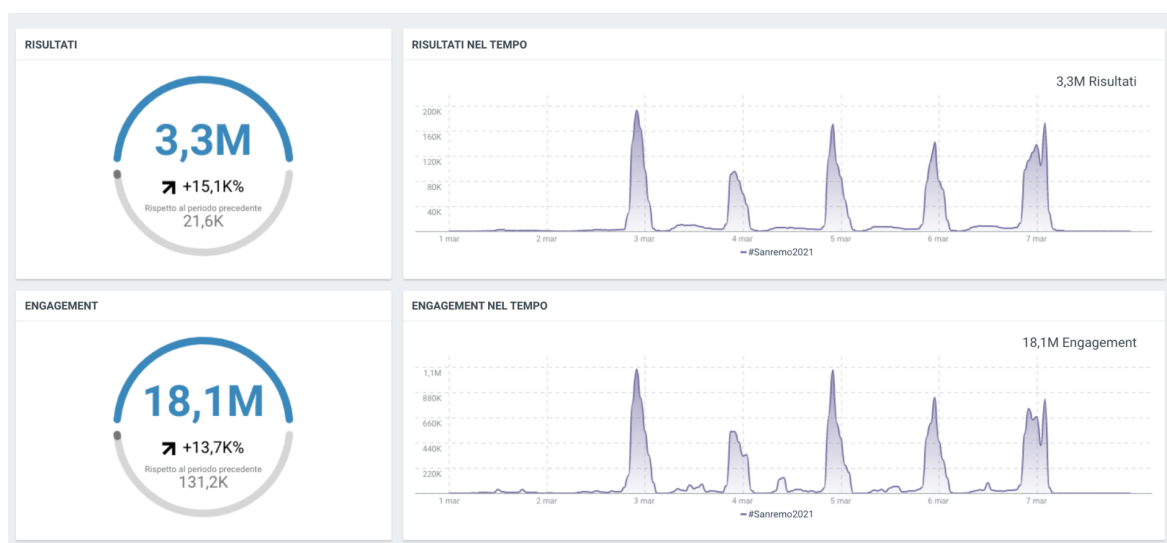 RISULTATI
3,3M
+15,1K%
Rispetto al periodo precedente
21,6K
RISULTATI NEL TEMPO
3,3M Risultati
200K
160K
120K
80K
40K
1 mar 2 mar 3 mar 4 mar 5 mar 6 mar 7 mar
#Sanremo2021
ENGAGEMENT
18,1M
+13,7K%
Rispetto al periodo precedente
131,2K
ENGAGEMENT NEL TEMPO
18,1M Engagement
1,1M
880K
660K
440K
220K
1 mar 2 mar 3 mar 4 mar 5 mar 6 mar 7 mar
#Sanremo2021